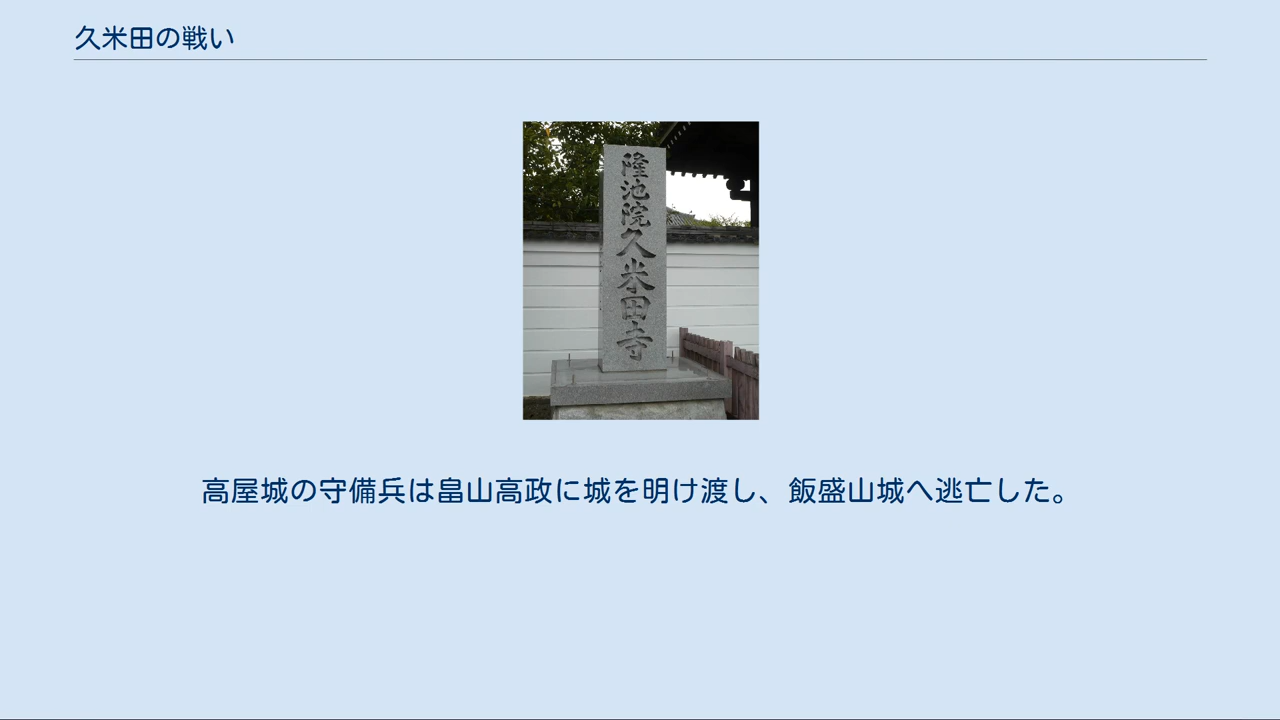 久米田の戦い
隆池院久米田寺
高屋城の守備兵は畠山高政に城を明け渡し、飯盛山城へ逃亡した。